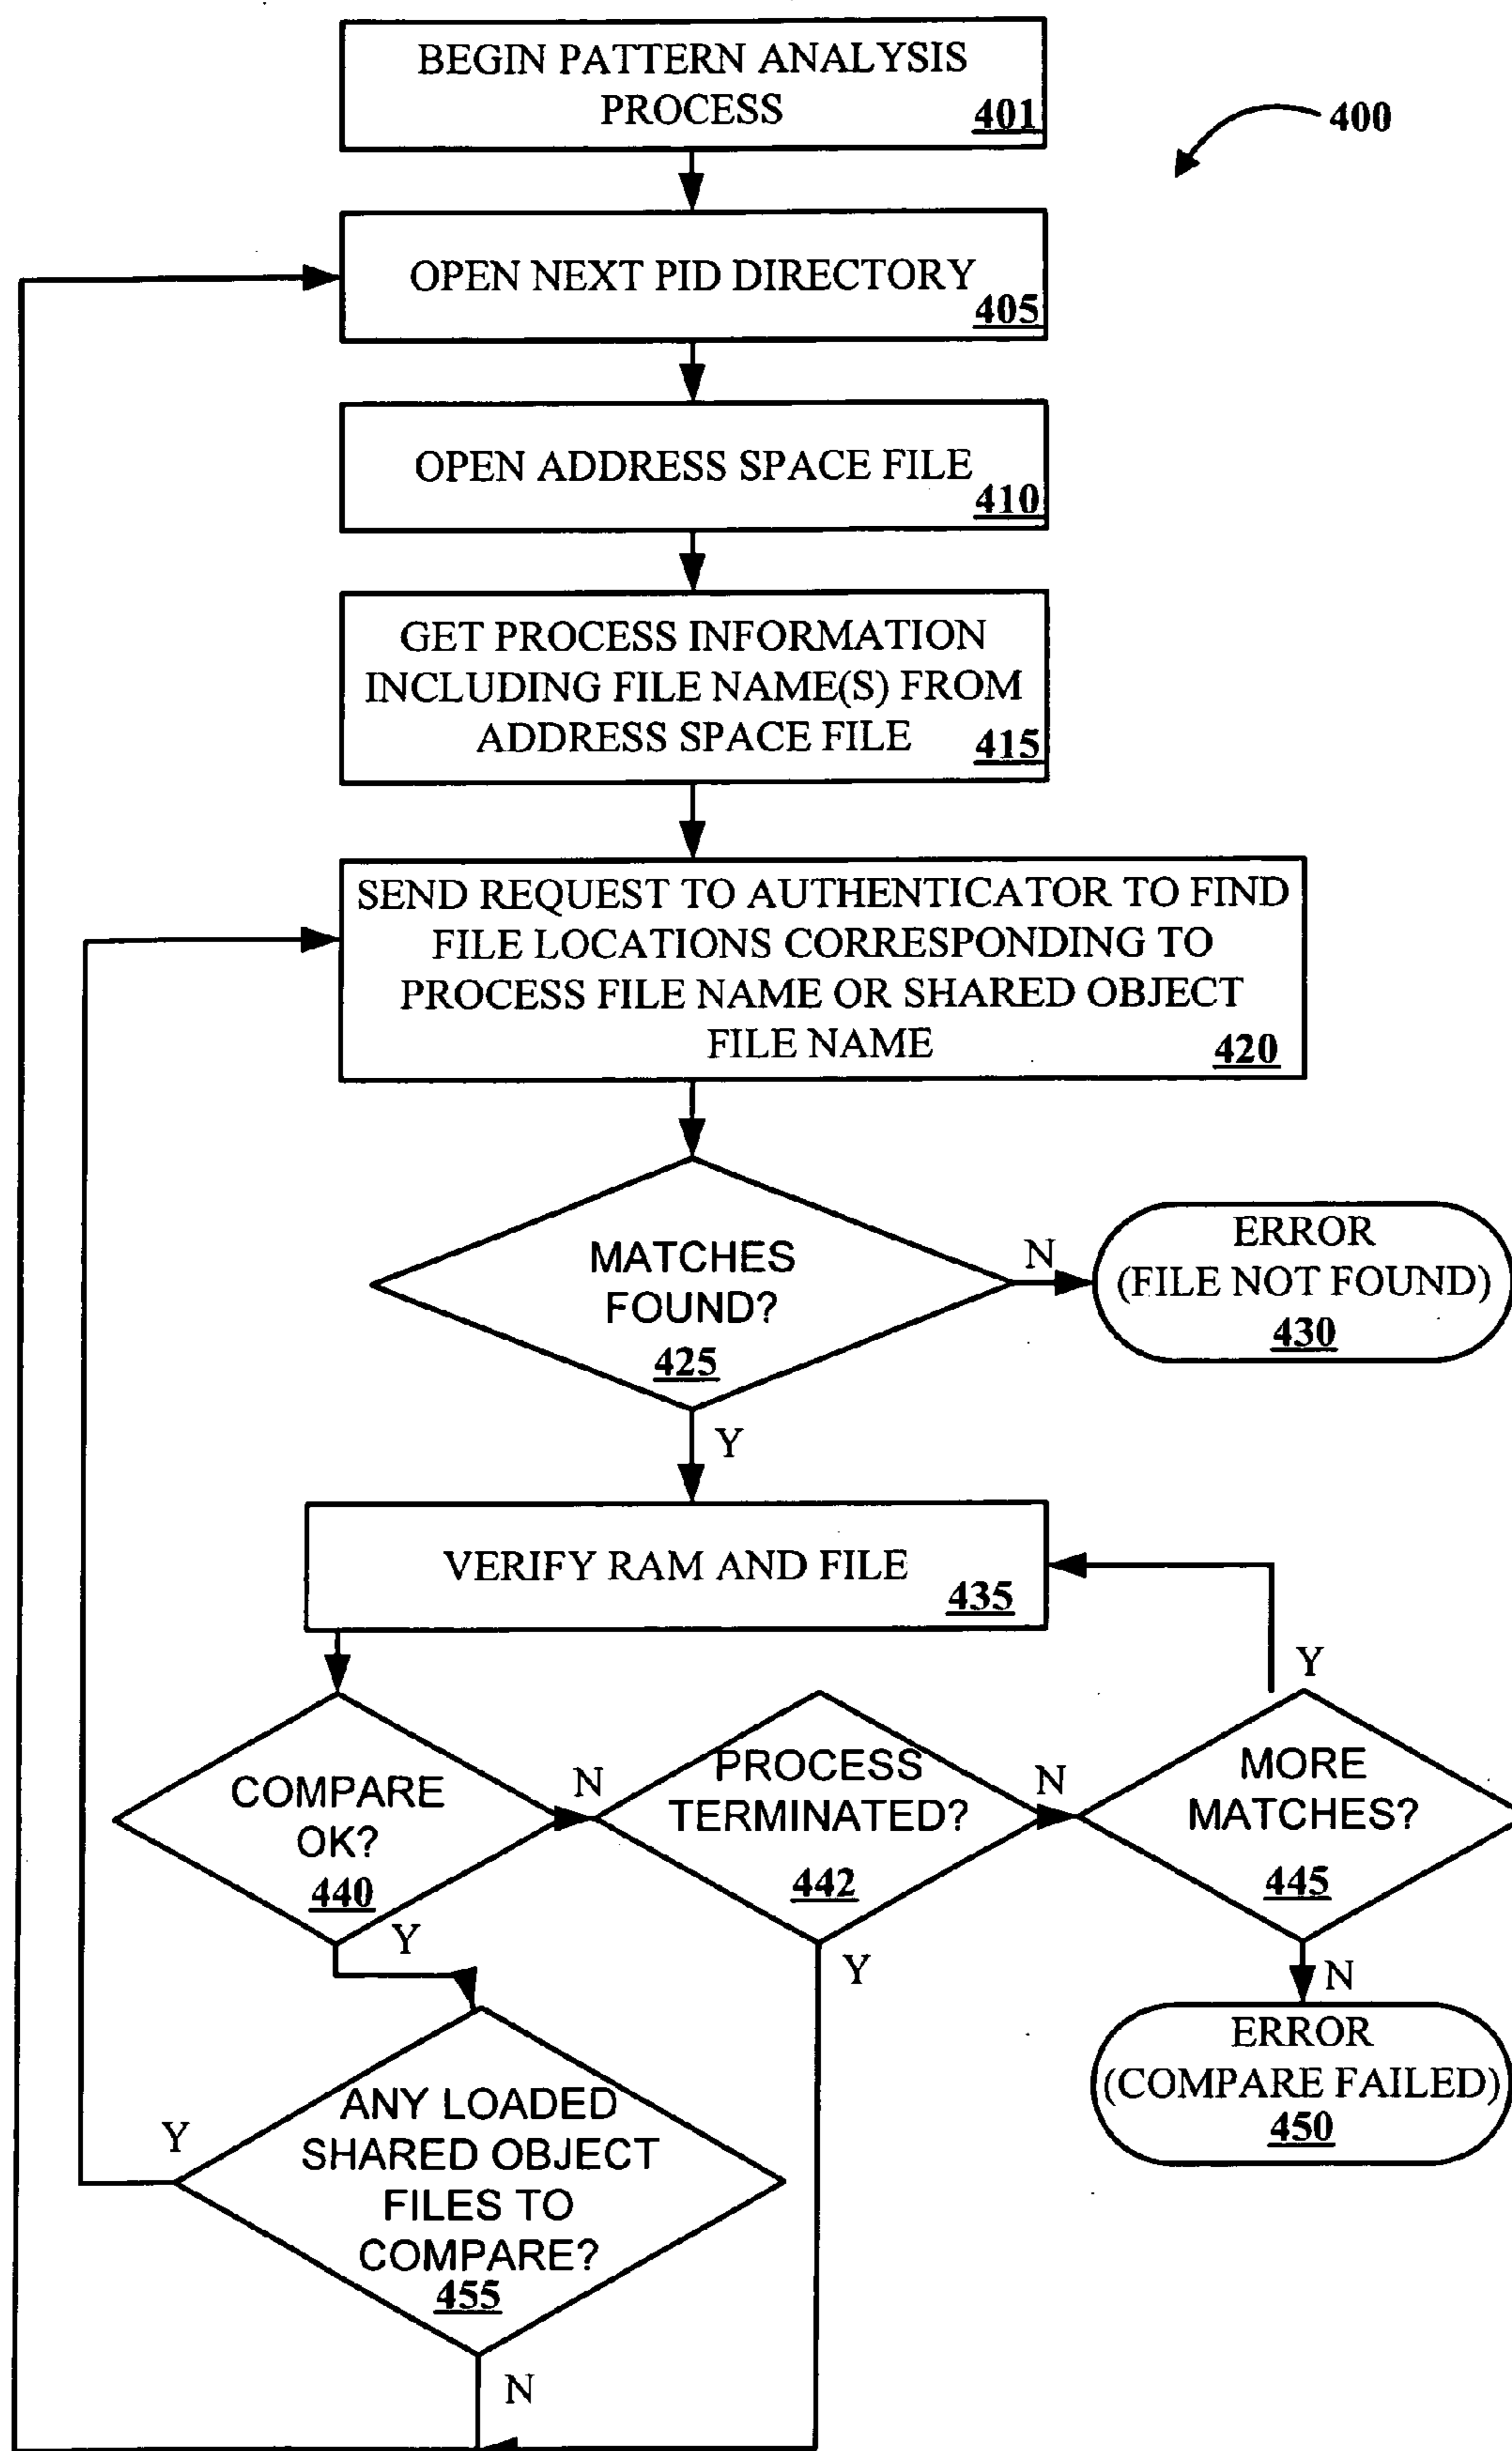 BEGIN PATTERN ANALYSIS
PROCESS
401
400
OPEN NEXT PID DIRECTORY
405
OPEN ADDRESS SPACE FILE
410
GET PROCESS INFORMATION
INCLUDING FILE NAME(S) FROM
ADDRESS SPACE FILE
415
SEND REQUEST TO AUTHENTICATOR TO FIND
FILE LOCATIONS CORRESPONDING TO
PROCESS FILE NAME OR SHARED OBJECT
FILE NAME
420
MATCHES
FOUND?
425
N
ERROR
(FILE NOT FOUND)
430
Y
VERIFY RAM AND FILE
435
COMPARE
OK?
440
N
Y
PROCESS
TERMINATED?
442
N
Y
MORE
MATCHES?
445
Y
N
ERROR
(COMPARE FAILED)
450
ANY LOADED
SHARED OBJECT
FILES TO
COMPARE?
455
Y
N